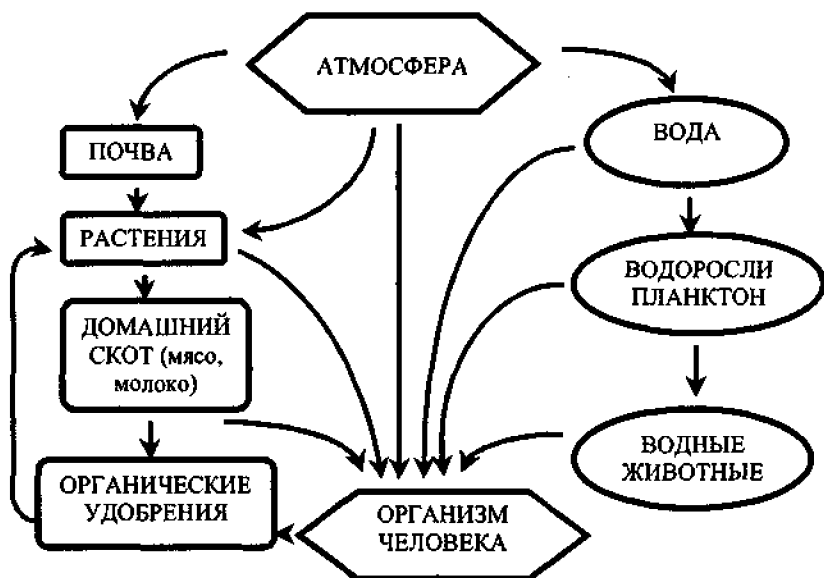 АТМОСФЕРА
ПОЧВА
ВОДА
РАСТЕНИЯ
ВОДОРОСЛИ
ПЛАНКТОН
ДОМАШНИЙ
СКОТ (мясо,
молоко)
ВОДНЫЕ
ЖИВОТНЫЕ
ОРГАНИЧЕСКИЕ
УДОБРЕНИЯ
ОРГАНИЗМ
ЧЕЛОВЕКА